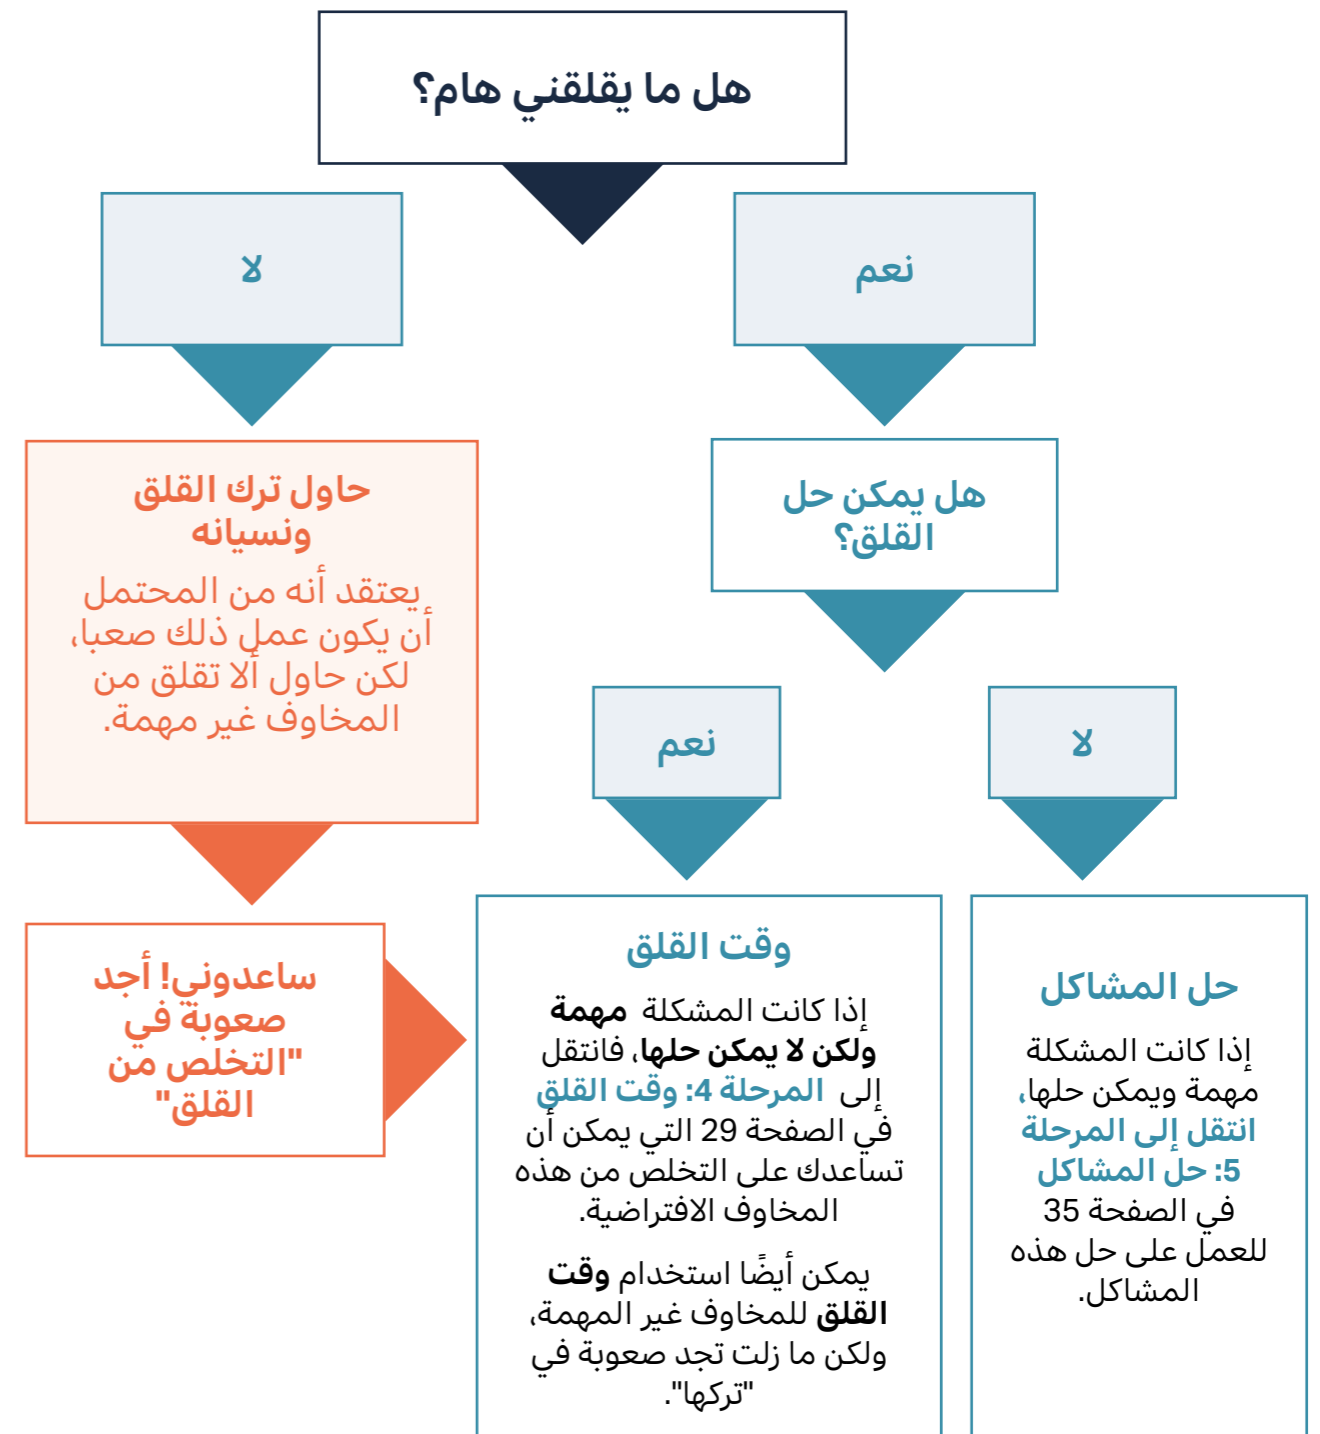 هل ما يقلقني هام؟
نعم
لا
هل يمكن حل
القلق؟
حاول ترك القلق
ونسيانه
يعتقد أنه من المحتمل
أن يكون عمل ذلك صعبا،
لكن حاول ألا تقلق من
المخاوف غير مهمة.
لا
نعم
حل المشاكل
إذا كانت المشكلة
مهمة ويمكن حلها،
انتقل إلى المرحلة
5: حل المشاكل
في الصفحة 35
للعمل على حل هذه
المشاكل.
وقت القلق
إذا كانت المشكلة مهمة
ولكن لا يمكن حلها، فانتقل
إلى المرحلة 4: وقت القلق
في الصفحة 29 التي يمكن أن
تساعدك على التخلص من هذه
المخاوف الافتراضية.
يمكن أيضًا استخدام وقت
القلق للمخاوف غير المهمة،
ولكن ما زلت تجد صعوبة في
"تركها".
ساعدوني! أجد
صعوبة في
"التخلص من
القلق"